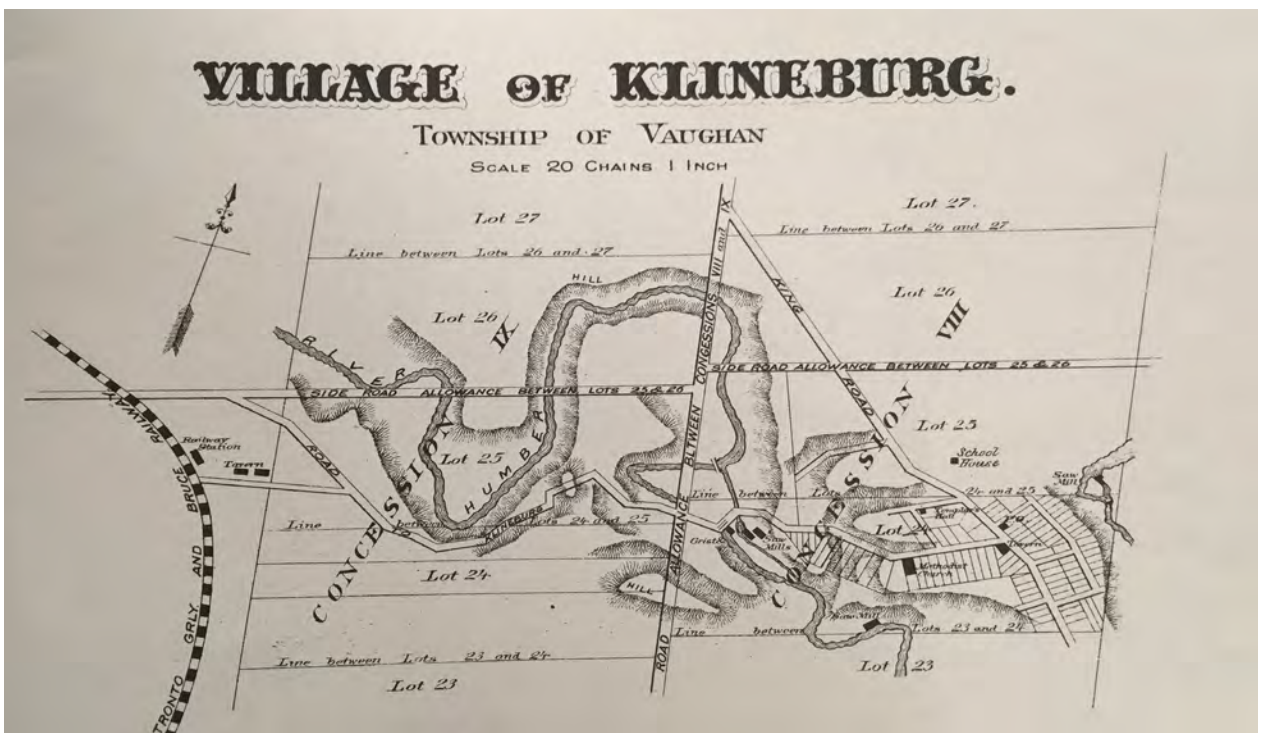 VILLAGE OF KLINEBURG.
TOWNSHIP OF VAUGHAN
SCALE 20 CHAINS 1 INCH
Lot 27
Lot 27.
Line between Lots 26 and 27
Line between Lots 26 and 27
HILL
Lot 26
IX
Lot 26
VIII
KING ROAD
ROAD ALLOWANCE BETWEEN CONCESSIONS VIII and IX
RIVER HUMBER
SIDE ROAD ALLOWANCE BETWEEN LOTS 25 & 26
SIDE ROAD ALLOWANCE BETWEEN LOTS 25 & 26
TRONTO GRLY AND BRUCE RAILWAY
Railway Station
Tavern
ROAD
CONCESSION
Lot 25
CONCESSION
Lot 25
School House
Saw Mill
Line between Lots 24 and 25
Line between Lots 24 and 25
KLINEBURG
Grist &
Saw Mills
Lot 24
P.O.
Tavern
Methodist Church
Lot 24
HILL
Saw Mill
Line between Lots 23 and 24
Line between Lots 23 and 24
Lot 23
Lot 23